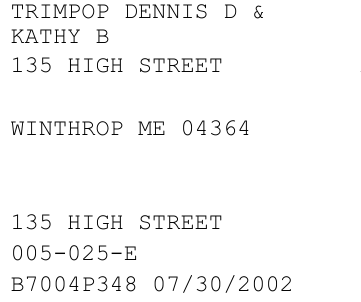 TRIMPOP DENNIS D &
KATHY B
135 HIGH STREET
WINTHROP ME 04364
135 HIGH STREET
005-025-E
B7004P348 07/30/2002